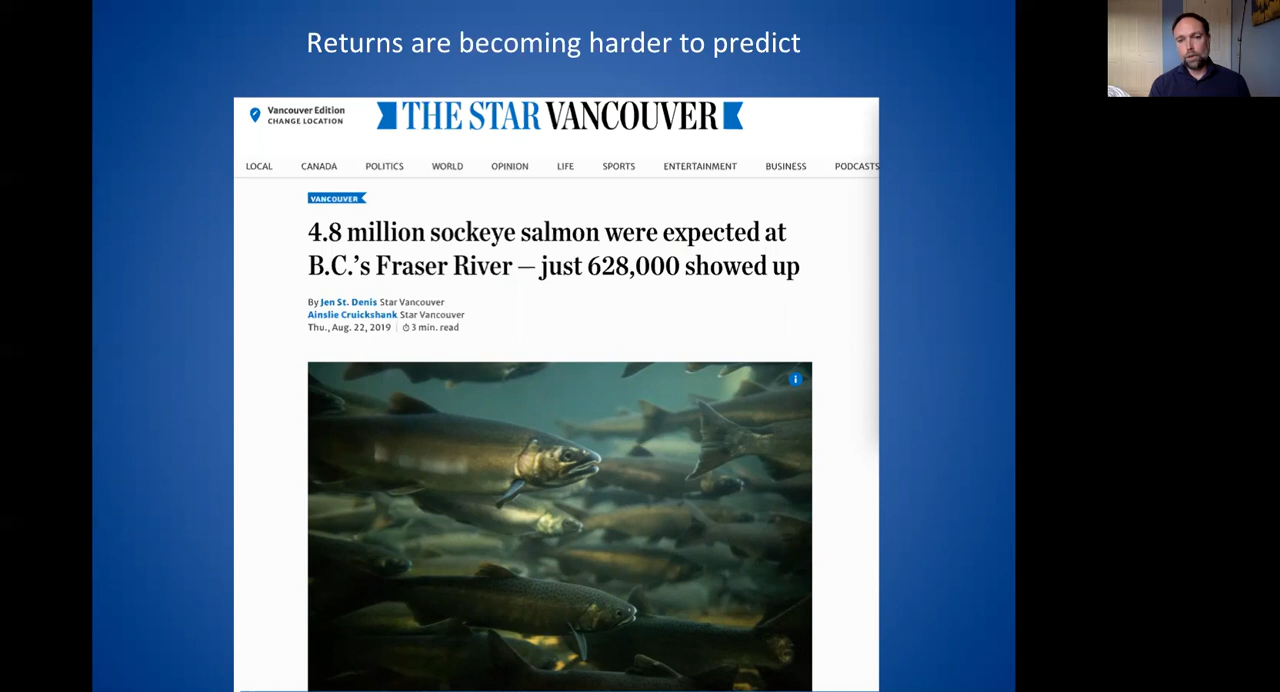 Returns are becoming harder to predict
Vancouver Edition
CHANGE LOCATION
THE STAR VANCOUVER
LOCAL CANADA POLITICS WORLD OPINION LIFE SPORTS ENTERTAINMENT BUSINESS PODCASTS
VANCOUVER
4.8 million sockeye salmon were expected at
B.C.’s Fraser River — just 628,000 showed up
By Jen St. Denis Star Vancouver
Ainslie Cruickshank Star Vancouver
Thu., Aug. 22, 2019 | 3 min. read
i